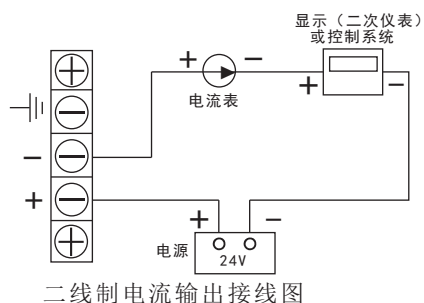 显示（二次仪表）
或控制系统
+ −
电流表
+ −
−
+
+ −
电源
24V
二线制电流输出接线图